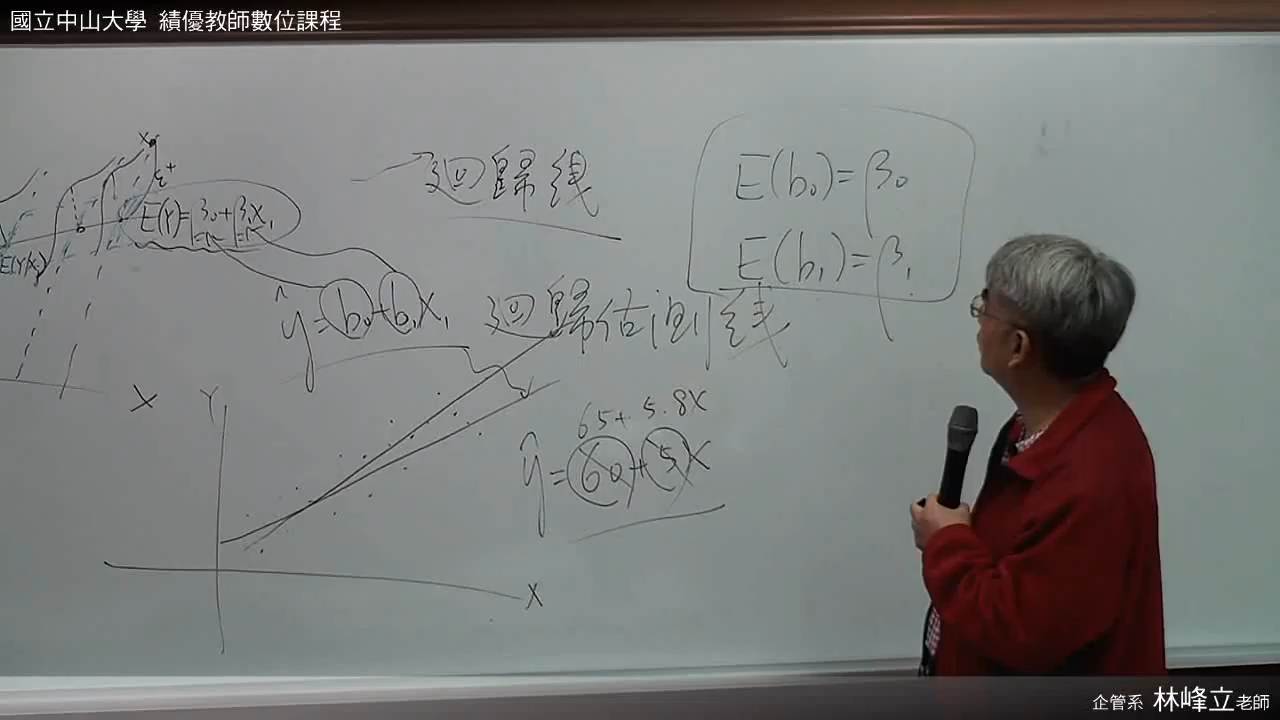 國立中山大學 績優教師數位課程
X
ε+
E(Y)=β₀+β₁X₁
E(Y|X)
迴歸線
ŷ=b₀+b₁X₁
迴歸估測線
E(b₀)=β₀
E(b₁)=β₁
X
Y
65+5.8X
ŷ=60+5X
X
企管系 林峰立老師